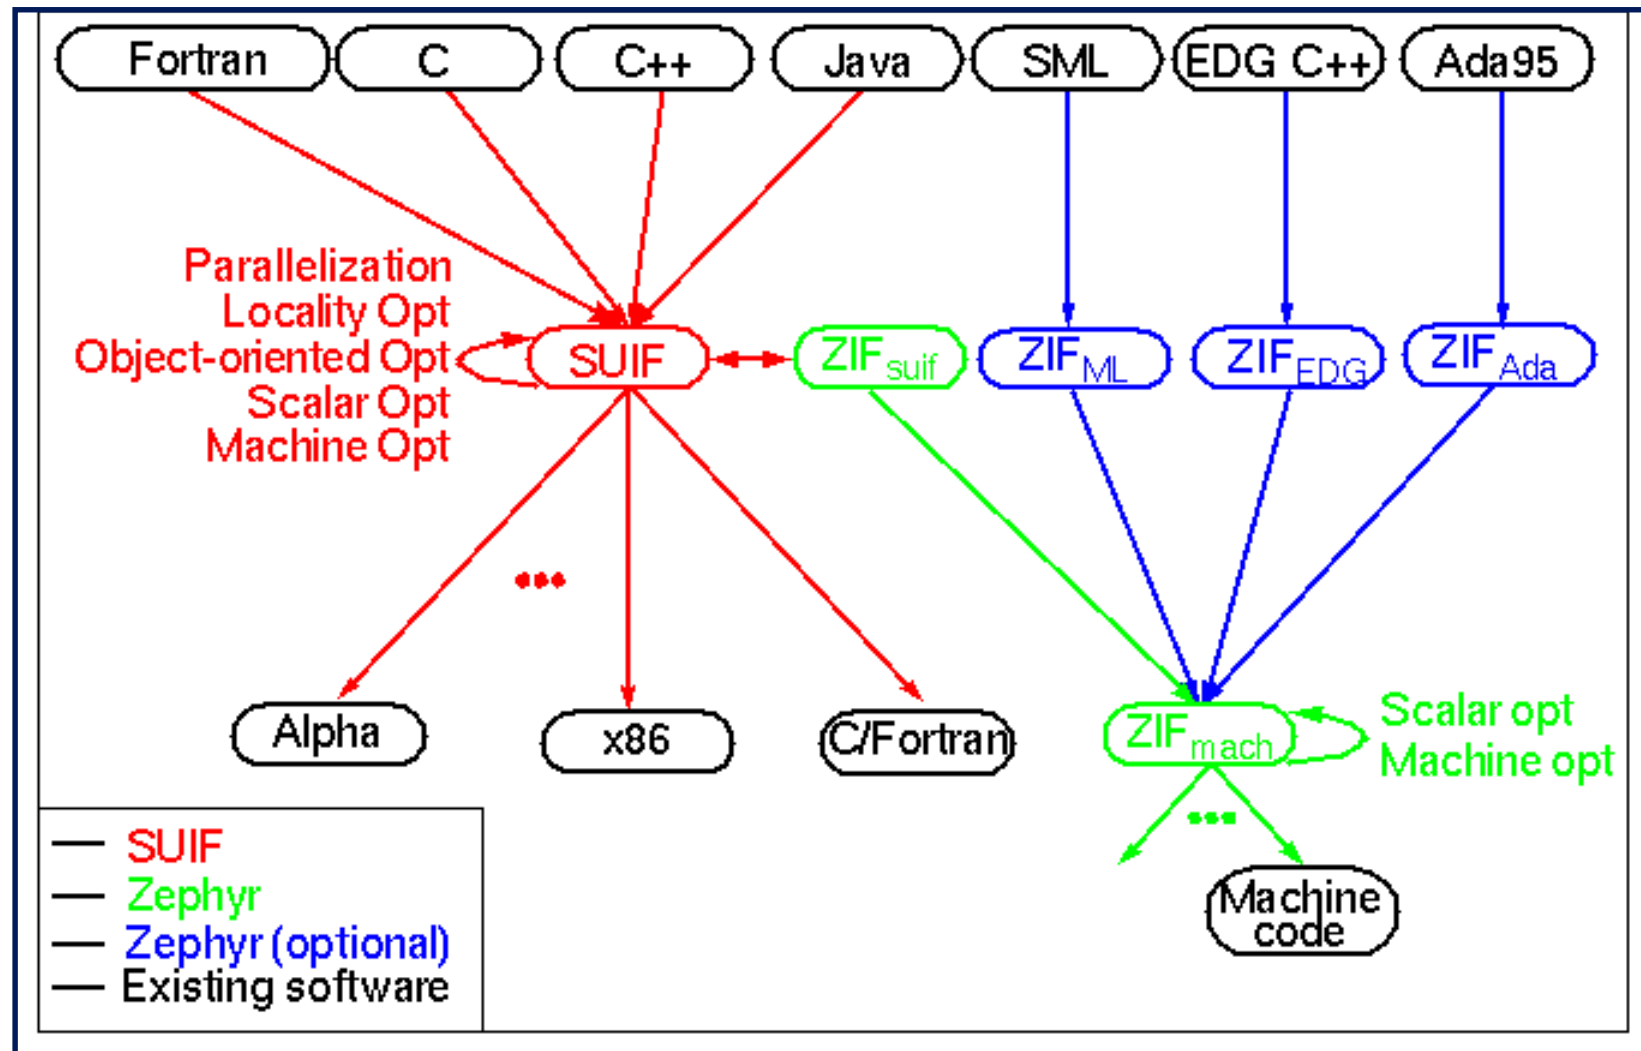 Fortran
C
C++
Java
SML
EDG C++
Ada95
Parallelization
Locality Opt
Object-oriented Opt
Scalar Opt
Machine Opt
SUIF
ZIFsuif
ZIFML
ZIFEDG
ZIFAda
Alpha
x86
C/Fortran
ZIFmach
Scalar opt
Machine opt
Machine
code
SUIF
Zephyr
Zephyr (optional)
Existing software